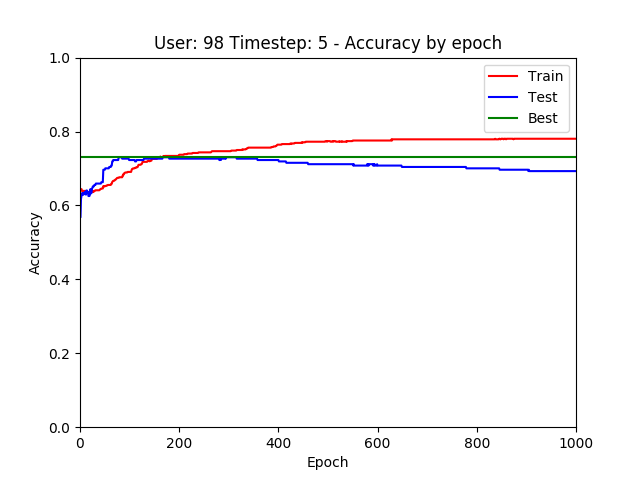 User: 98 Timestep: 5 - Accuracy by epoch
1.0
Train
Test
Best
0.8
0.6
Accuracy
0.4
0.2
0.0
0 200 400 600 800 1000
Epoch